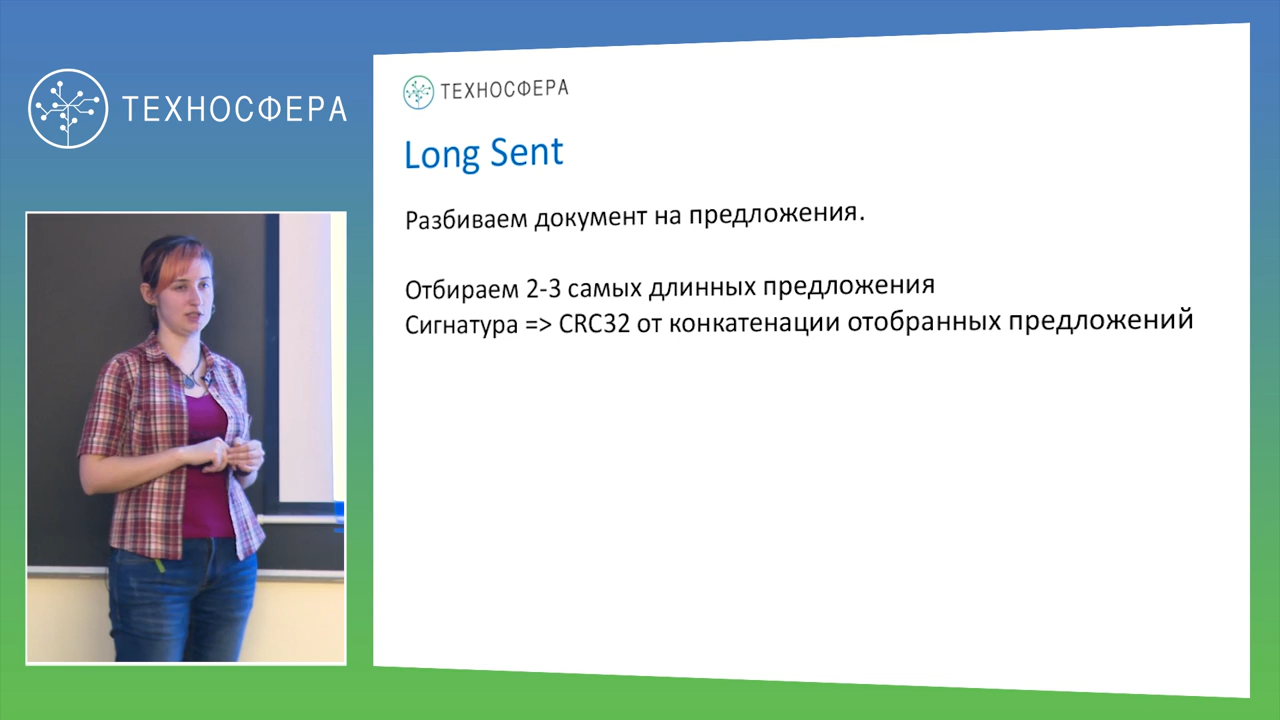 ТЕХНОСФЕРА
ТЕХНОСФЕРА
Long Sent
Разбиваем документ на предложения.
Отбираем 2-3 самых длинных предложения
Сигнатура => CRC32 от конкатенации отобранных предложений